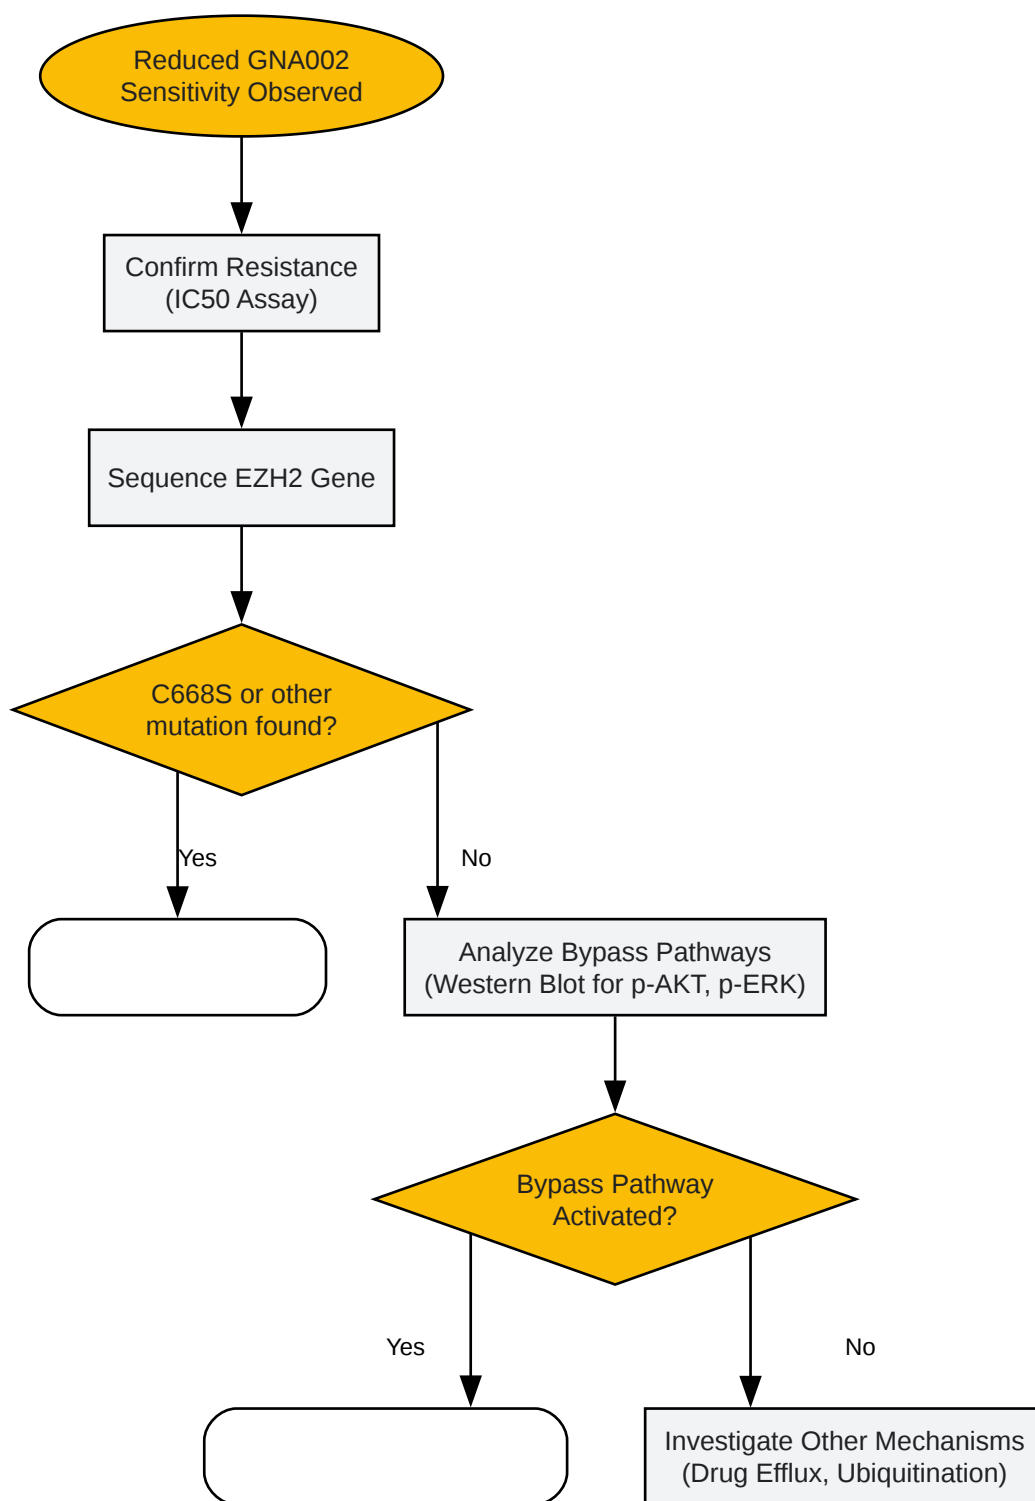 Reduced GNA002
Sensitivity Observed
Confirm Resistance
(IC50 Assay)
Sequence EZH2 Gene
C668S or other
mutation found?
Yes
No
Analyze Bypass Pathways
(Western Blot for p-AKT, p-ERK)
Bypass Pathway
Activated?
Yes
No
Investigate Other Mechanisms
(Drug Efflux, Ubiquitination)